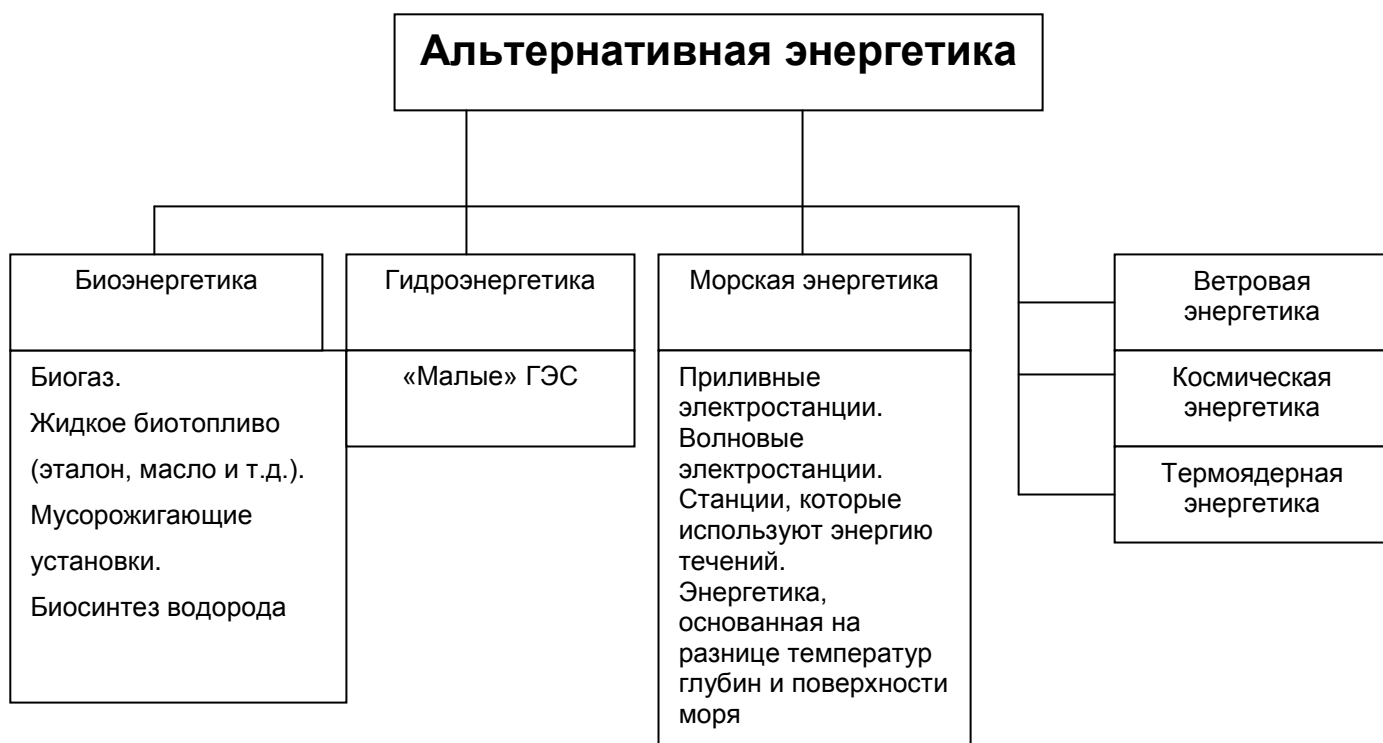 Альтернативная энергетика
Биоэнергетика
Биогаз.
Жидкое биотопливо
(эталон, масло и т.д.).
Мусорожигающие
установки.
Биосинтез водорода
Гидроэнергетика
«Малые» ГЭС
Морская энергетика
Приливные
электростанции.
Волновые
электростанции.
Станции, которые
используют энергию
течений.
Энергетика,
основанная на
разнице температур
глубин и поверхности
моря
Ветровая
энергетика
Космическая
энергетика
Термоядерная
энергетика